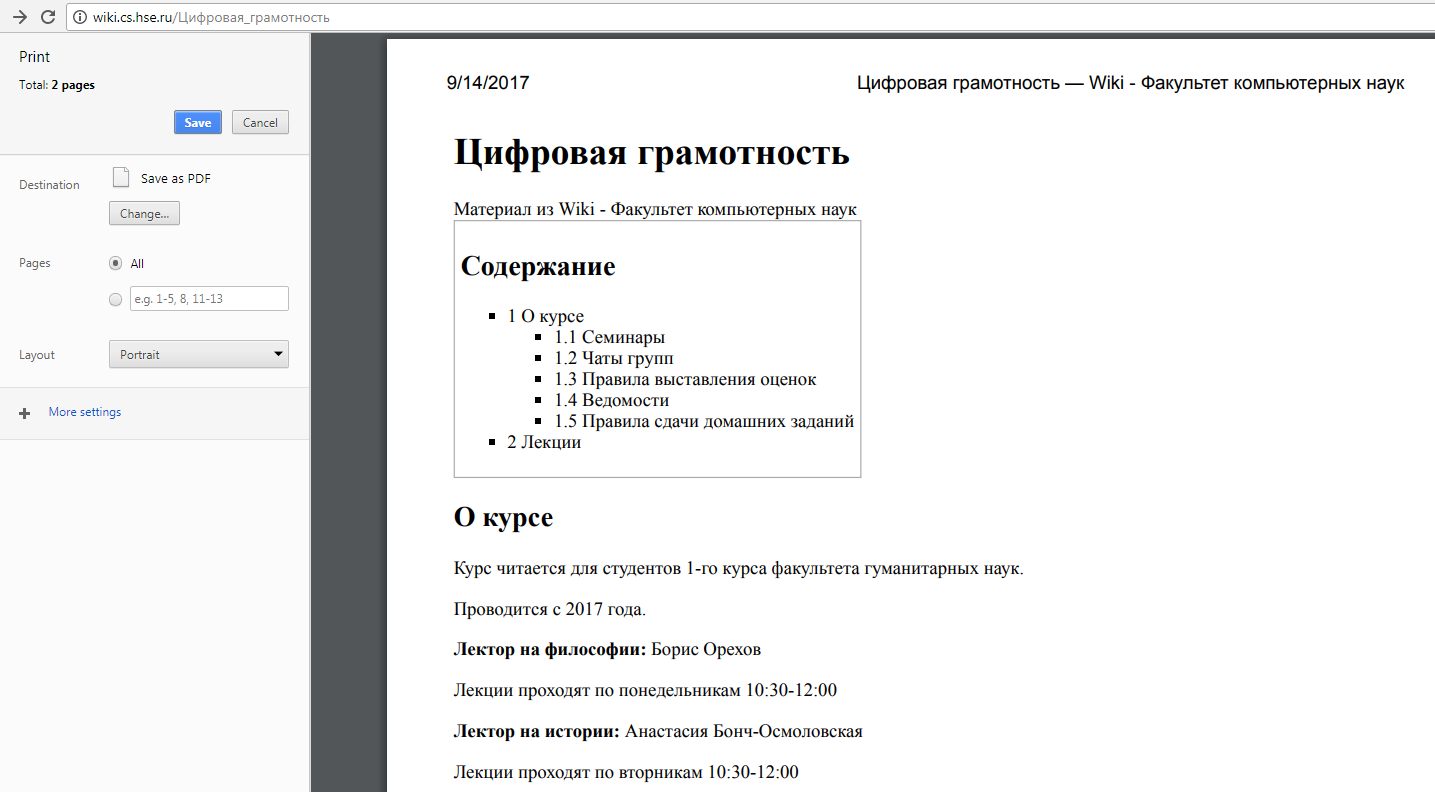 wiki.cs.hse.ru/Цифровая_грамотность
Print
Total: 2 pages
Save Cancel
Destination Save as PDF
Change...
Pages All
e.g. 1-5, 8, 11-13
Layout Portrait
More settings
9/14/2017 Цифровая грамотность — Wiki - Факультет компьютерных наук
Цифровая грамотность
Материал из Wiki - Факультет компьютерных наук
Содержание
1 О курсе
1.1 Семинары
1.2 Чаты групп
1.3 Правила выставления оценок
1.4 Ведомости
1.5 Правила сдачи домашних заданий
2 Лекции
О курсе
Курс читается для студентов 1-го курса факультета гуманитарных наук.
Проводится с 2017 года.
Лектор на философии: Борис Орехов
Лекции проходят по понедельникам 10:30-12:00
Лектор на истории: Анастасия Бонч-Осмоловская
Лекции проходят по вторникам 10:30-12:00